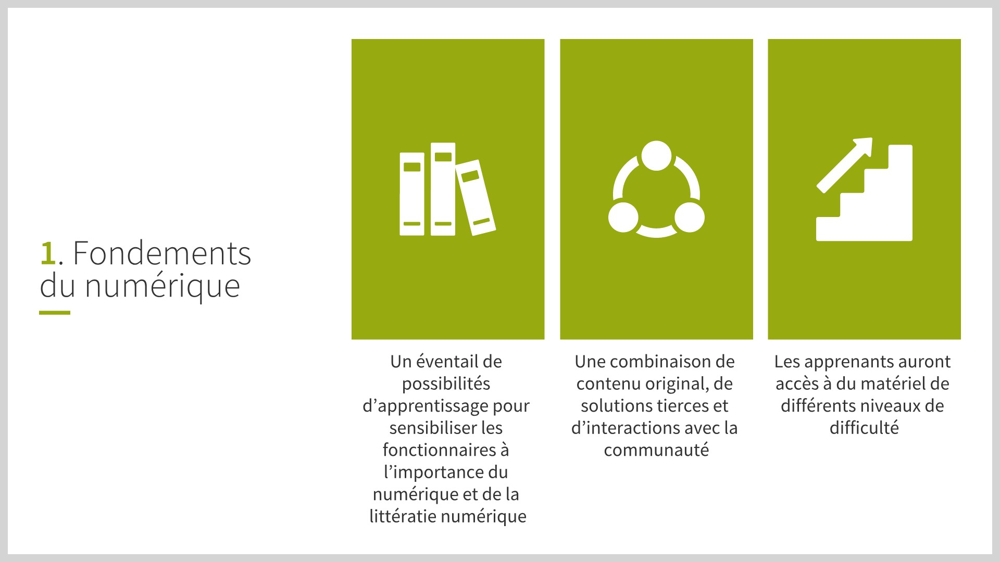 1. Fondements
du numérique
Un éventail de
possibilités
d’apprentissage pour
sensibiliser les
fonctionnaires à
l’importance du
numérique et de la
littératie numérique
Une combinaison de
contenu original, de
solutions tierces et
d’interactions avec la
communauté
Les apprenants auront
accès à du matériel de
différents niveaux de
difficulté